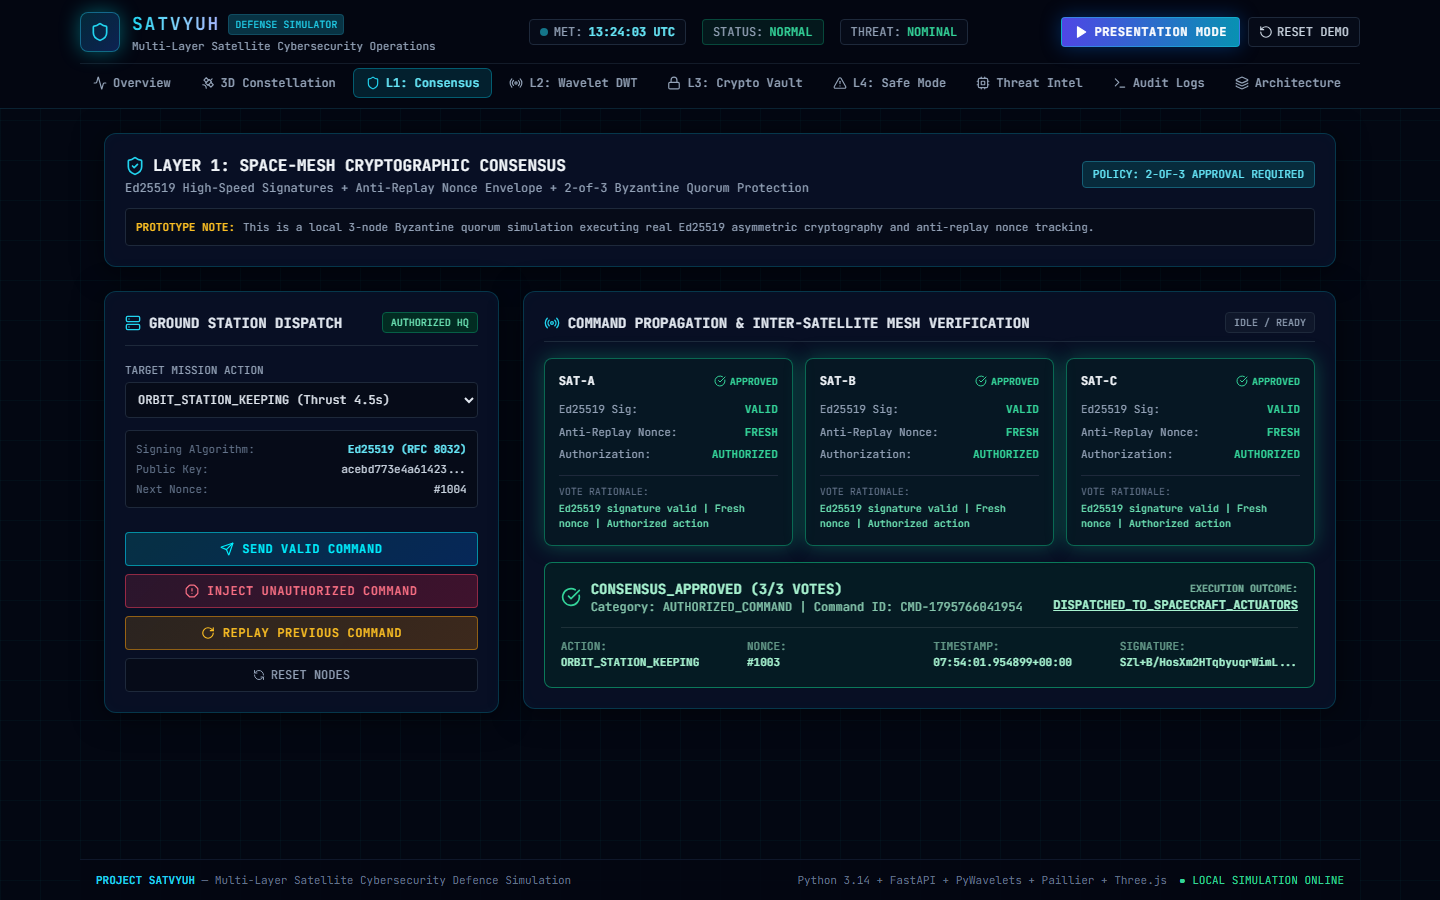 SATVYUH DEFENSE SIMULATOR
Multi-Layer Satellite Cybersecurity Operations
MET: 13:24:03 UTC
STATUS: NORMAL
THREAT: NOMINAL
PRESENTATION MODE
RESET DEMO
Overview
3D Constellation
L1: Consensus
L2: Wavelet DWT
L3: Crypto Vault
L4: Safe Mode
Threat Intel
Audit Logs
Architecture
LAYER 1: SPACE-MESH CRYPTOGRAPHIC CONSENSUS
Ed25519 High-Speed Signatures + Anti-Replay Nonce Envelope + 2-of-3 Byzantine Quorum Protection
POLICY: 2-OF-3 APPROVAL REQUIRED
PROTOTYPE NOTE: This is a local 3-node Byzantine quorum simulation executing real Ed25519 asymmetric cryptography and anti-replay nonce tracking.
GROUND STATION DISPATCH
AUTHORIZED HQ
TARGET MISSION ACTION
ORBIT_STATION_KEEPING (Thrust 4.5s)
Signing Algorithm: Ed25519 (RFC 8032)
Public Key: acebd773e4a61423...
Next Nonce: #1004
SEND VALID COMMAND
INJECT UNAUTHORIZED COMMAND
REPLAY PREVIOUS COMMAND
RESET NODES
COMMAND PROPAGATION & INTER-SATELLITE MESH VERIFICATION
IDLE / READY
SAT-A APPROVED
Ed25519 Sig: VALID
Anti-Replay Nonce: FRESH
Authorization: AUTHORIZED
VOTE RATIONALE:
Ed25519 signature valid | Fresh
nonce | Authorized action
SAT-B APPROVED
Ed25519 Sig: VALID
Anti-Replay Nonce: FRESH
Authorization: AUTHORIZED
VOTE RATIONALE:
Ed25519 signature valid | Fresh
nonce | Authorized action
SAT-C APPROVED
Ed25519 Sig: VALID
Anti-Replay Nonce: FRESH
Authorization: AUTHORIZED
VOTE RATIONALE:
Ed25519 signature valid | Fresh
nonce | Authorized action
CONSENSUS_APPROVED (3/3 VOTES)
Category: AUTHORIZED_COMMAND | Command ID: CMD-1795766041954
EXECUTION OUTCOME:
DISPATCHED_TO_SPACECRAFT_ACTUATORS
ACTION:
ORBIT_STATION_KEEPING
NONCE:
#1003
TIMESTAMP:
07:54:01.954899+00:00
SIGNATURE:
SZl+B/HosXm2HTqbyuqrWimL...
PROJECT SATVYUH — Multi-Layer Satellite Cybersecurity Defence Simulation
Python 3.14 + FastAPI + PyWavelets + Paillier + Three.js
LOCAL SIMULATION ONLINE